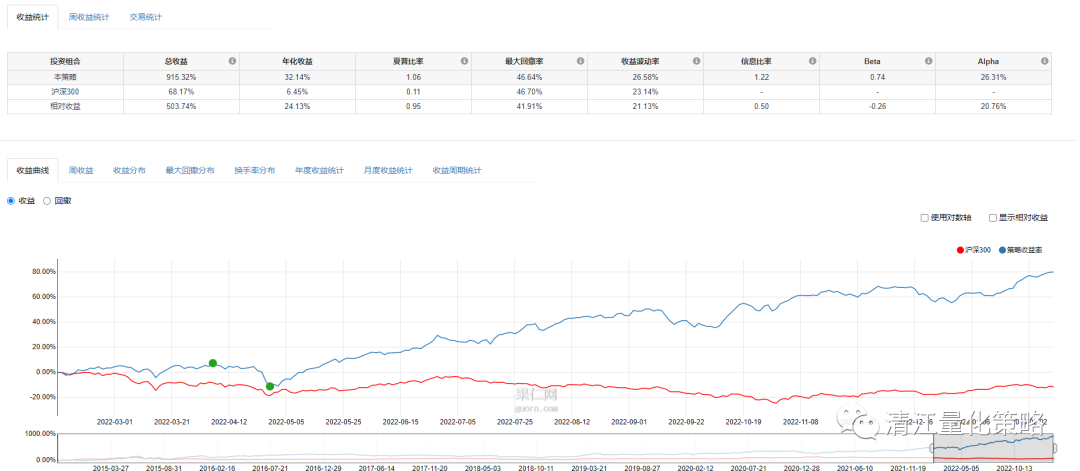 收益统计 周收益统计 交易统计
投资组合 总收益 年化收益 夏普比率 最大回撤率 收益波动率 信息比率 Beta Alpha
本策略 915.32% 32.14% 1.06 46.64% 26.58% 1.22 0.74 26.31%
沪深300 68.17% 6.45% 0.11 46.70% 23.14% - - -
相对收益 503.74% 24.13% 0.95 41.91% 21.13% 0.50 -0.26 20.76%
收益曲线 周收益 收益分布 最大回撤分布 换手率分布 年度收益统计 月度收益统计 收益周期统计
收益 回撤
使用对数轴 显示相对收益
沪深300 策略收益率
80.00%
60.00%
40.00%
20.00%
0.00%
-20.00%
果仁网
guorn.com
2022-03-01 2022-03-21 2022-04-12 2022-05-05 2022-05-25 2022-06-15 2022-07-05 2022-07-25 2022-08-12 2022-09-01 2022-09-22 2022-10-19 2022-11-08
清江量化策略
1000.00%
0.00%
2015-03-27 2015-08-31 2016-02-16 2016-07-21 2016-12-29 2017-06-14 2017-11-20 2018-05-03 2018-10-11 2019-03-21 2019-08-27 2020-02-12 2020-07-21 2020-12-28 2021-06-10 2021-11-19 2022-05-05 2022-10-13